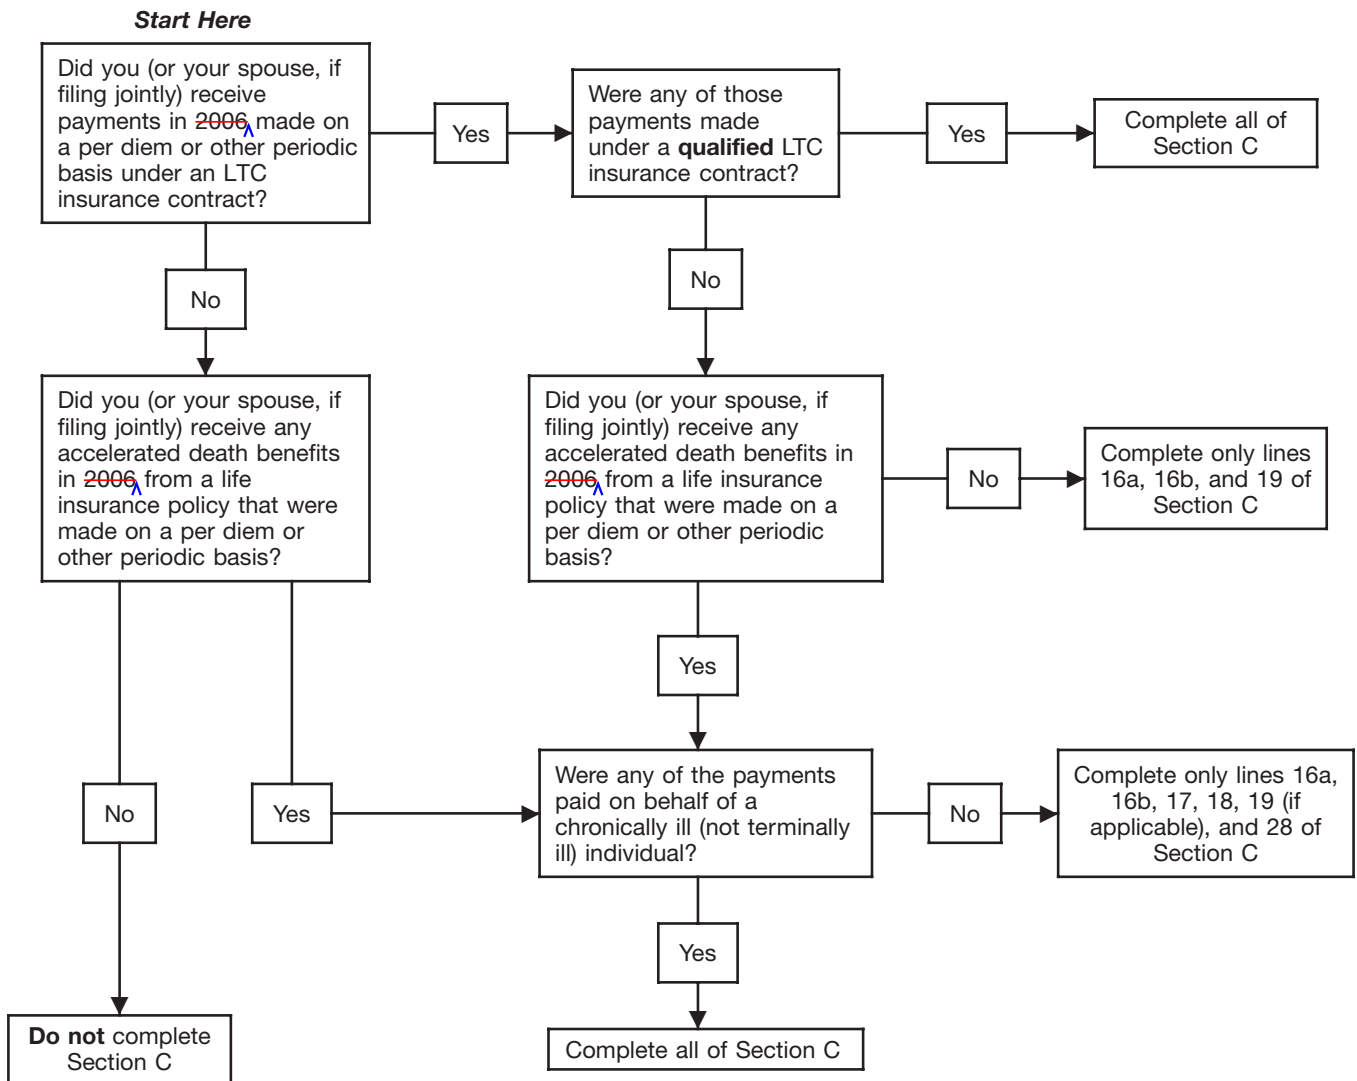 Start Here
Did you (or your spouse, if
filing jointly) receive
payments in 2006 made on
a per diem or other periodic
basis under an LTC
insurance contract?
Yes
Were any of those
payments made
under a qualified LTC
insurance contract?
Yes
Complete all of
Section C
No
No
Did you (or your spouse, if
filing jointly) receive any
accelerated death benefits
in 2006 from a life
insurance policy that were
made on a per diem or
other periodic basis?
Did you (or your spouse, if
filing jointly) receive any
accelerated death benefits in
2006 from a life insurance
policy that were made on a
per diem or other periodic
basis?
No
Complete only lines
16a, 16b, and 19 of
Section C
Yes
No
Yes
Were any of the payments
paid on behalf of a
chronically ill (not terminally
ill) individual?
No
Complete only lines 16a,
16b, 17, 18, 19 (if
applicable), and 28 of
Section C
Yes
Do not complete
Section C
Complete all of Section C